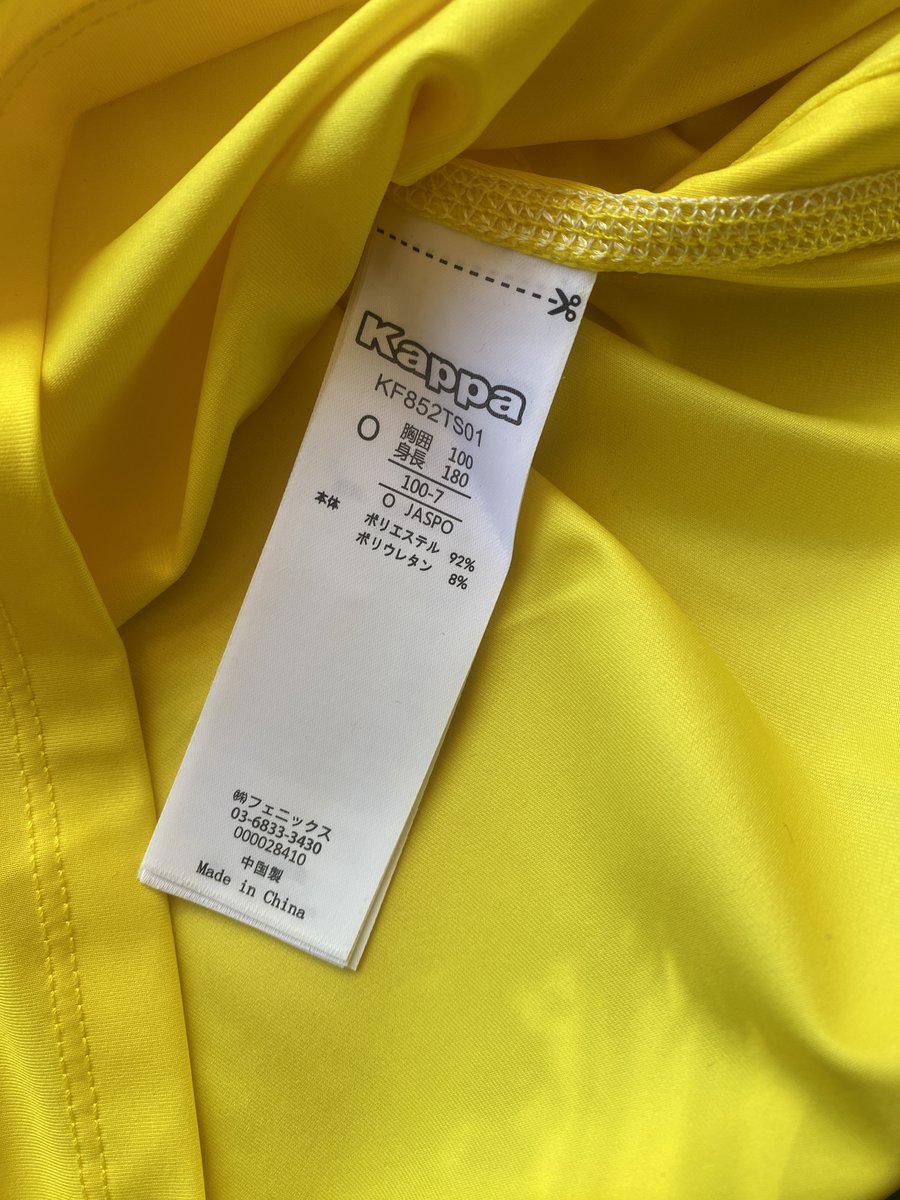 Kappa
KF852TS01
O 胸囲 100
身長 180
100-7
O JASPO
本体 ポリエステル 92%
ポリウレタン 8%
㈱フェニックス
03-6833-3430
000028410
中国製
Made in China